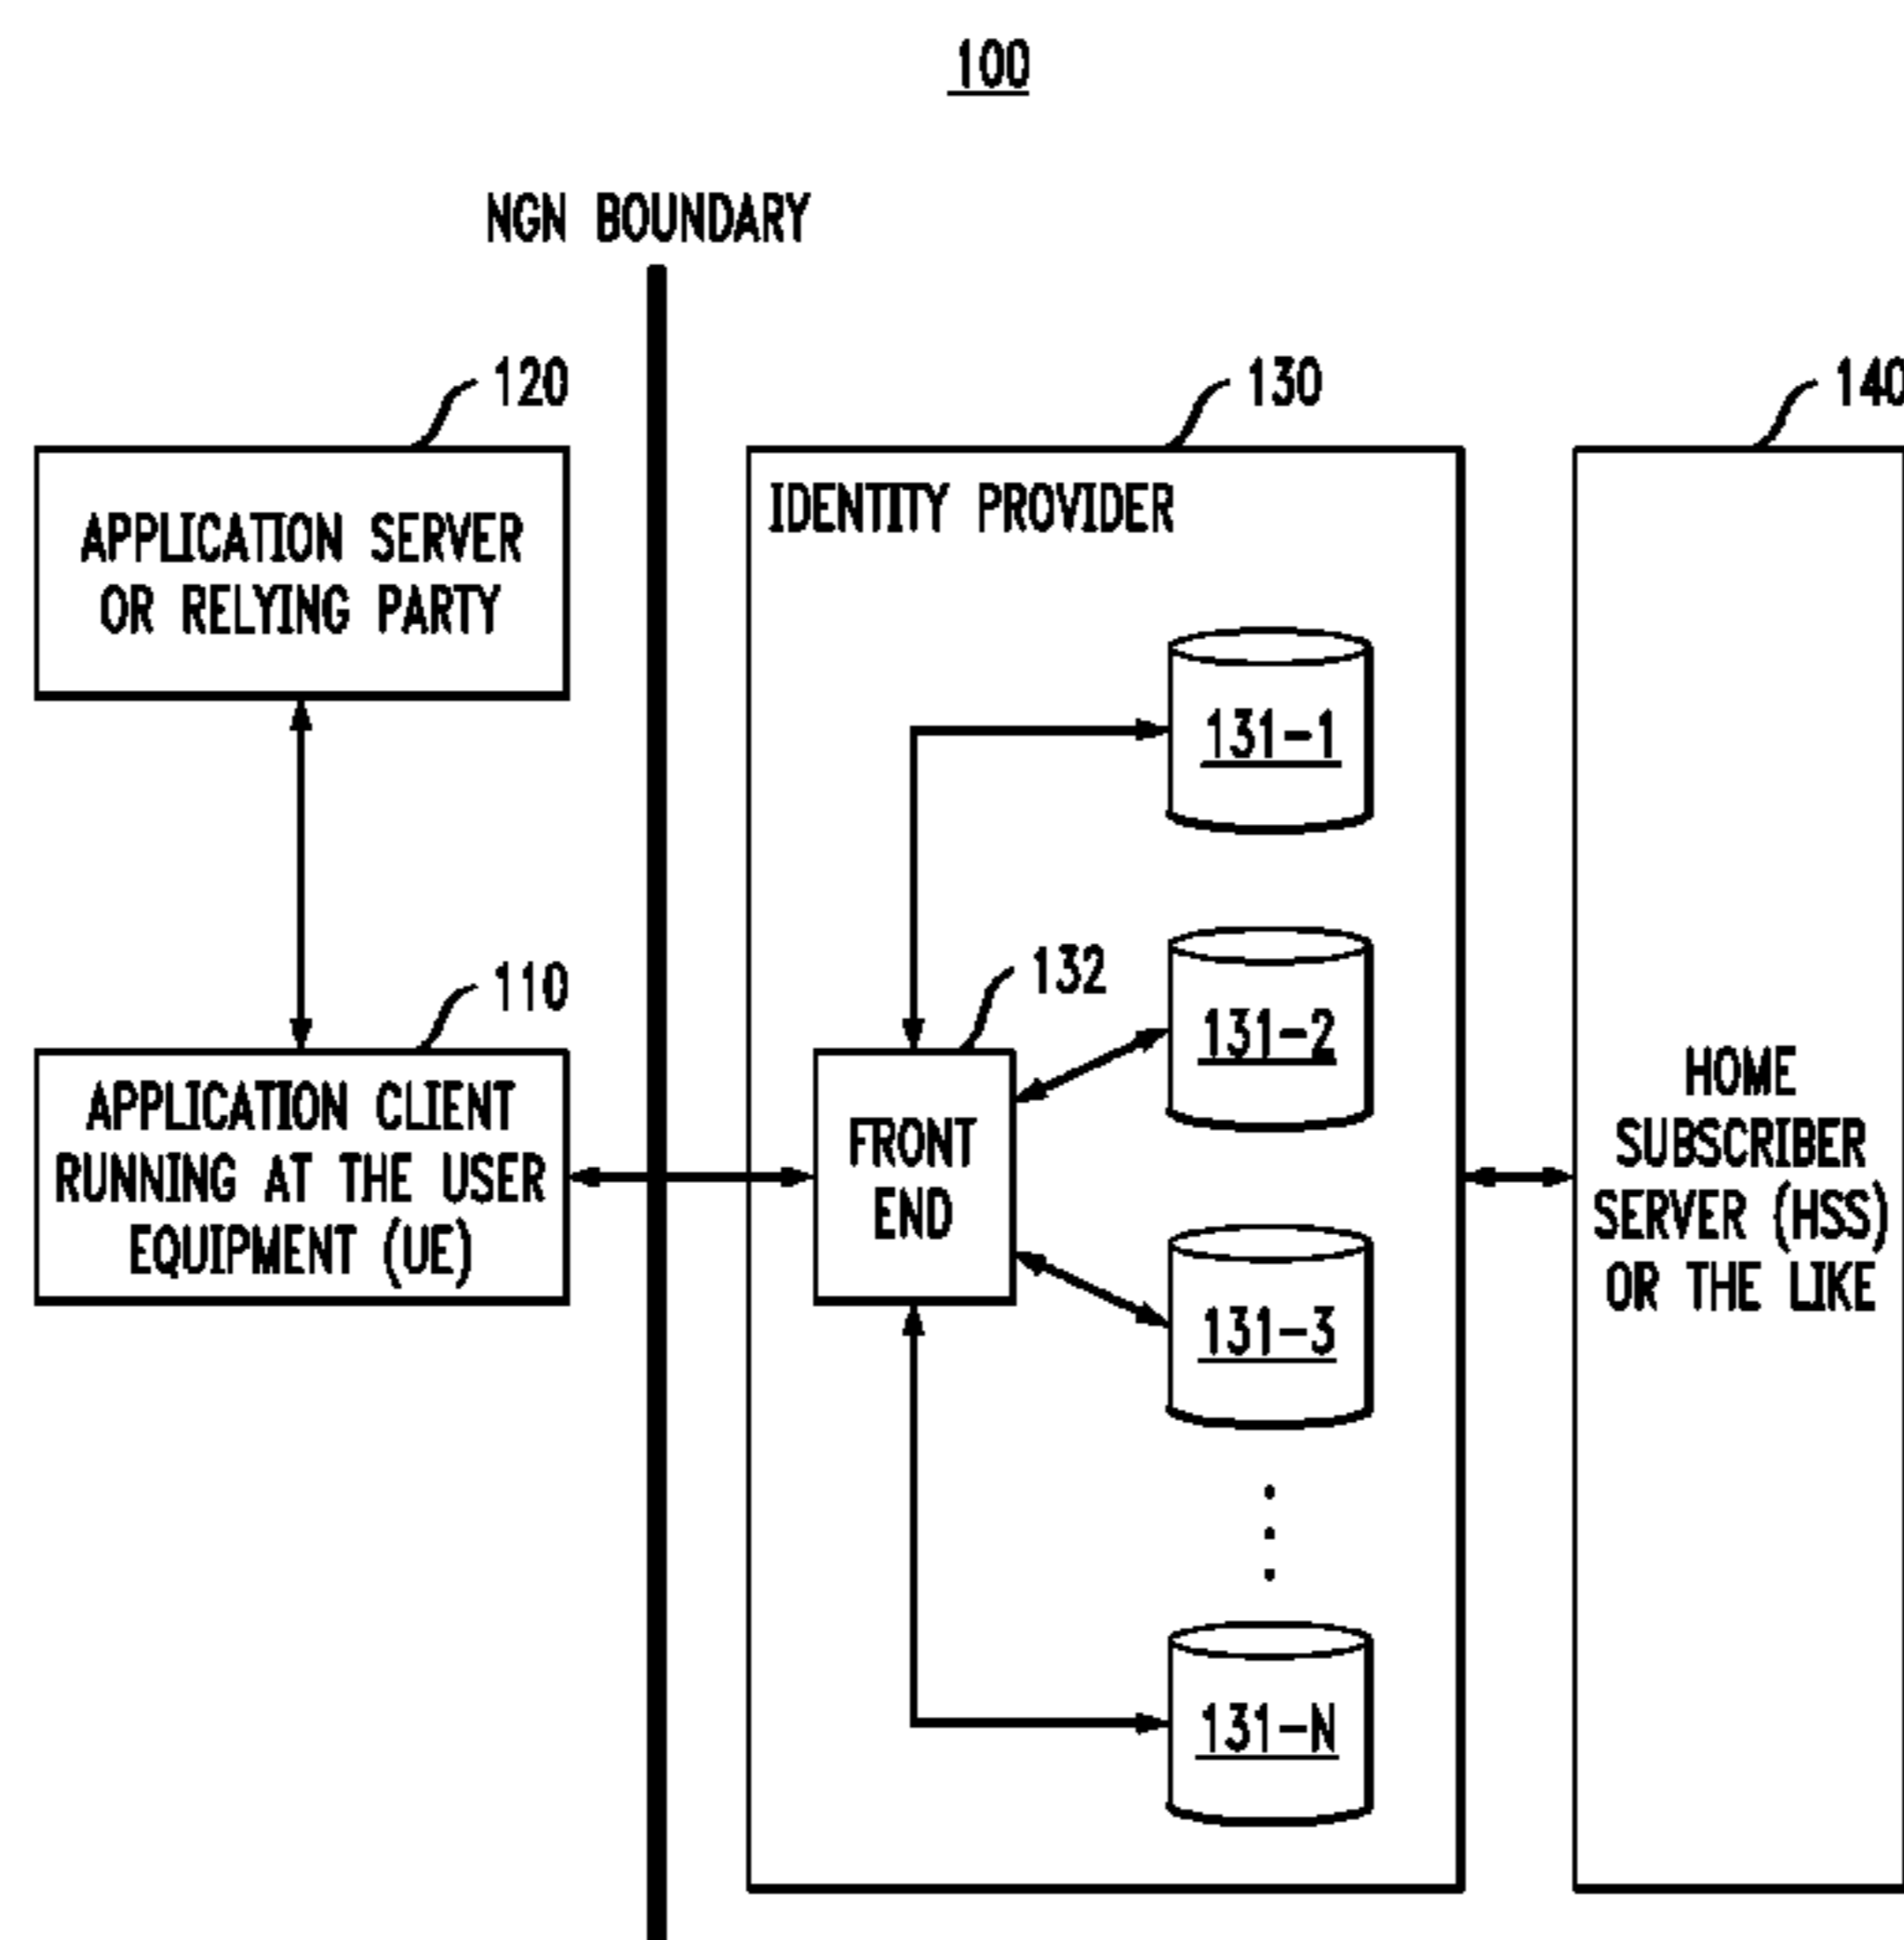 100
NGN BOUNDARY
120
130
140
APPLICATION SERVER
OR RELYING PARTY
IDENTITY PROVIDER
131-1
110
132
131-2
APPLICATION CLIENT
RUNNING AT THE USER
EQUIPMENT (UE)
FRONT
END
HOME
SUBSCRIBER
SERVER (HSS)
OR THE LIKE
131-3
131-N